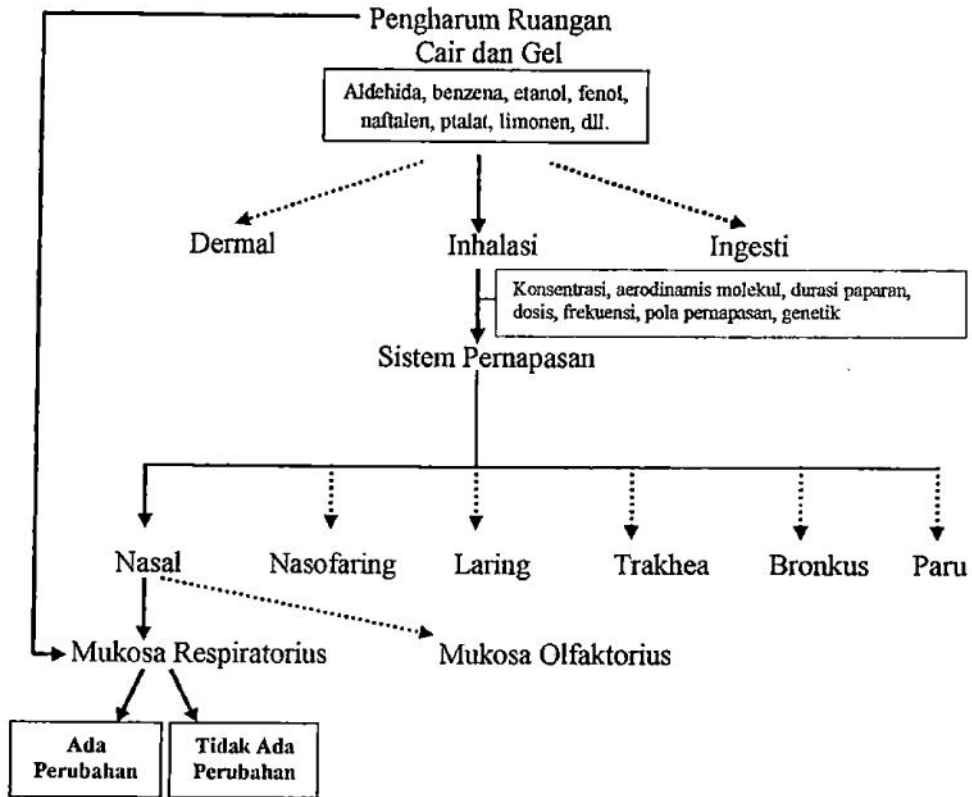 Pengharum Ruangan
Cair dan Gel
Aldehida, benzena, etanol, fenol,
naftalen, ptalat, limonen, dll.
Dermal
Inhalasi
Ingesti
Konsentrasi, aerodinamis molekul, durasi paparan,
dosis, frekuensi, pola pernapasan, genetik
Sistem Pernapasan
Nasal
Nasofaring
Laring
Trakhea
Bronkus
Paru
Mukosa Respiratorius
Mukosa Olfaktorius
Ada
Perubahan
Tidak Ada
Perubahan